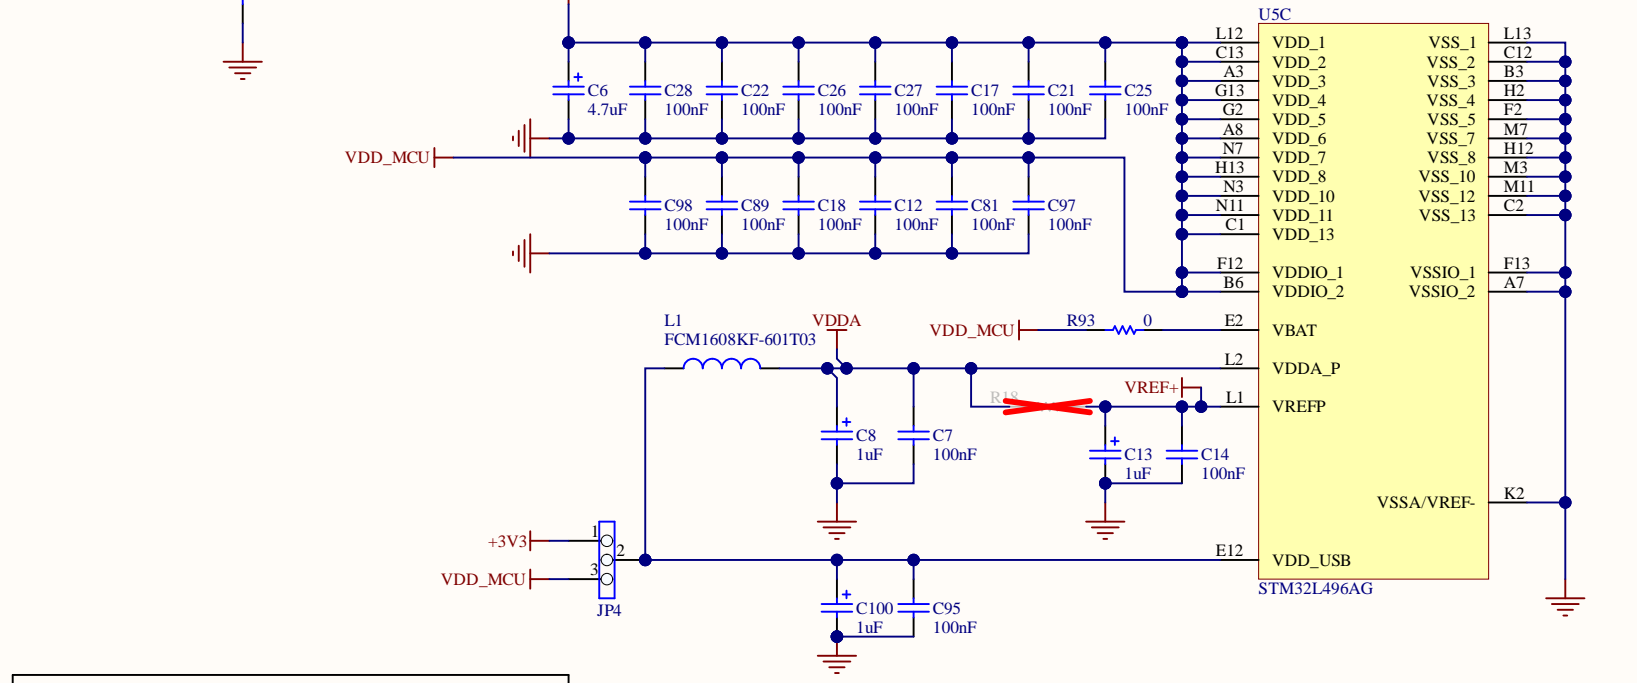 U5C
L12 VDD_1 VSS_1 L13
C13 VDD_2 VSS_2 C12
A3 VDD_3 VSS_3 B3
G13 VDD_4 VSS_4 H2
G2 VDD_5 VSS_5 F2
A8 VDD_6 VSS_7 M7
N7 VDD_7 VSS_8 H12
H13 VDD_8 VSS_10 M3
N3 VDD_10 VSS_12 M11
N11 VDD_11 VSS_13 C2
C1 VDD_13
F12 VDDIO_1 VSSIO_1 F13
B6 VDDIO_2 VSSIO_2 A7
E2 VBAT
L2 VDDA_P
L1 VREFP
VSSA/VREF- K2
E12 VDD_USB
STM32L496AG
+ C6 C28 C22 C26 C27 C17 C21 C25
4.7uF 100nF 100nF 100nF 100nF 100nF 100nF 100nF
VDD_MCU
C98 C89 C18 C12 C81 C97
100nF 100nF 100nF 100nF 100nF 100nF
L1 VDDA
FCM1608KF-601T03
VDD_MCU R93 0
R18
VREF+
+ C8 C7
1uF 100nF
+ C13 C14
1uF 100nF
+3V3 1
2
VDD_MCU 3
JP4
+ C100 C95
1uF 100nF